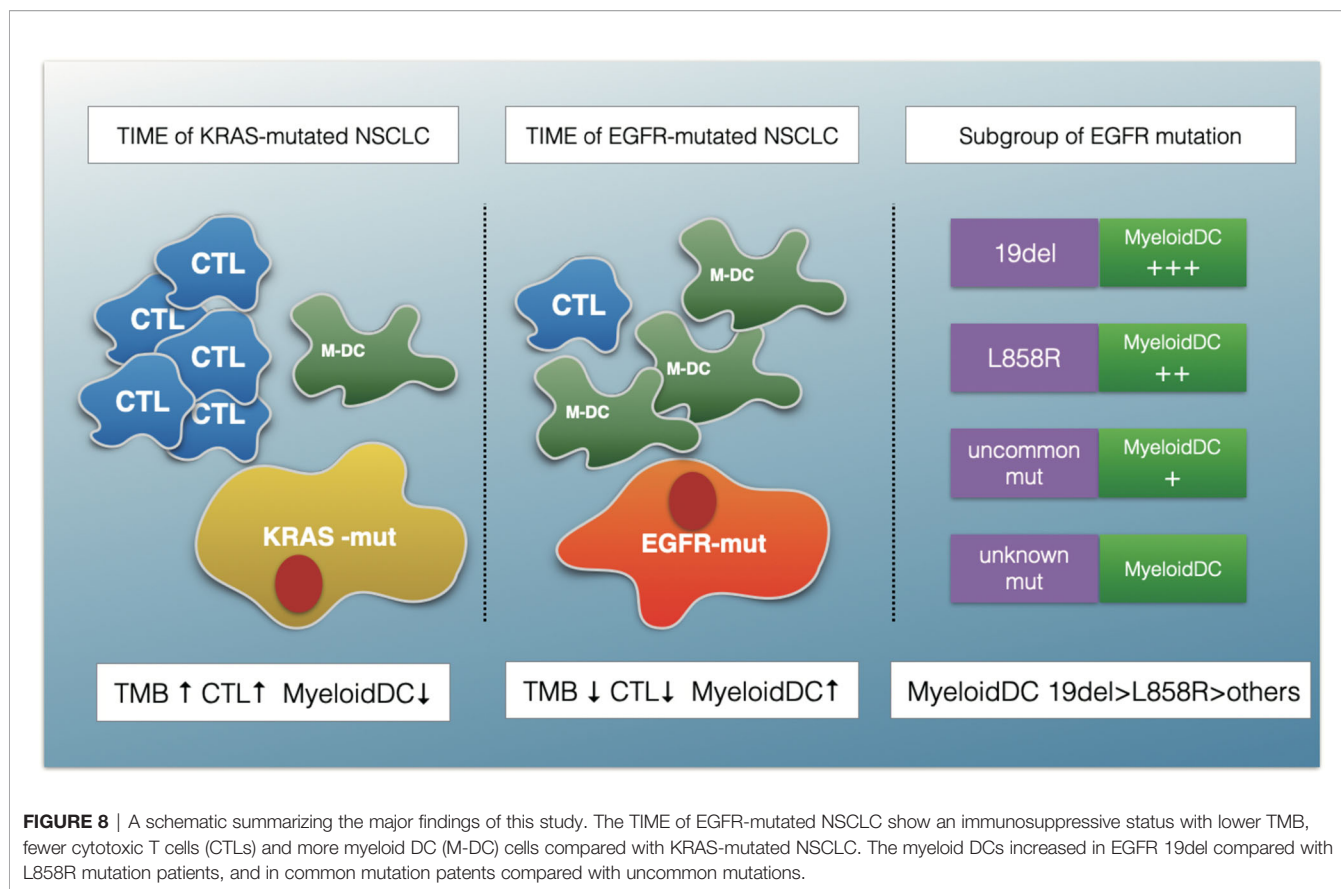 TIME of KRAS-mutated NSCLC
CTL
CTL
CTL
CTL
CTL
M-DC
KRAS -mut
TMB ↑ CTL↑ MyeloidDC↓
TIME of EGFR-mutated NSCLC
CTL
M-DC
M-DC
M-DC
EGFR-mut
TMB ↓ CTL↓ MyeloidDC↑
Subgroup of EGFR mutation
19del
MyeloidDC
+++
L858R
MyeloidDC
++
uncommon
mut
MyeloidDC
+
unknown
mut
MyeloidDC
MyeloidDC 19del>L858R>others
FIGURE 8 | A schematic summarizing the major findings of this study. The TIME of EGFR-mutated NSCLC show an immunosuppressive status with lower TMB,
fewer cytotoxic T cells (CTLs) and more myeloid DC (M-DC) cells compared with KRAS-mutated NSCLC. The myeloid DCs increased in EGFR 19del compared with
L858R mutation patients, and in common mutation patents compared with uncommon mutations.